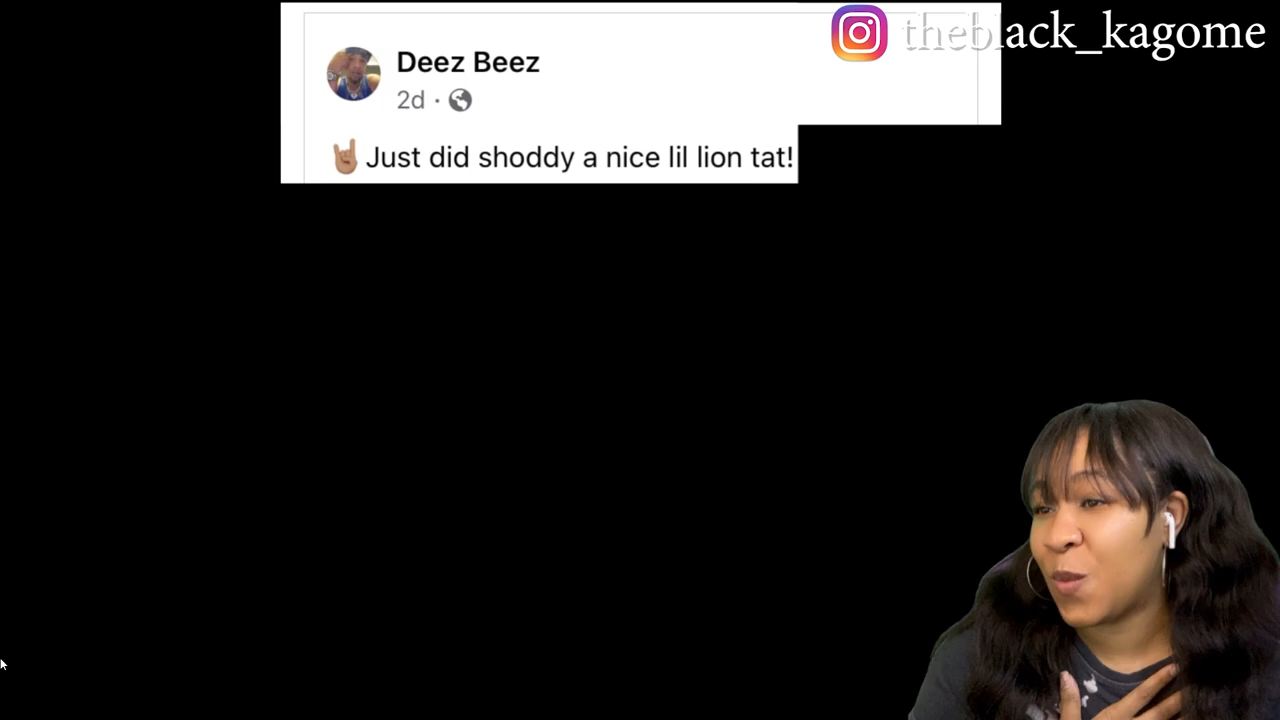 theblack_kagome
Deez Beez
2d ·
🤘🏽Just did shoddy a nice lil lion tat!